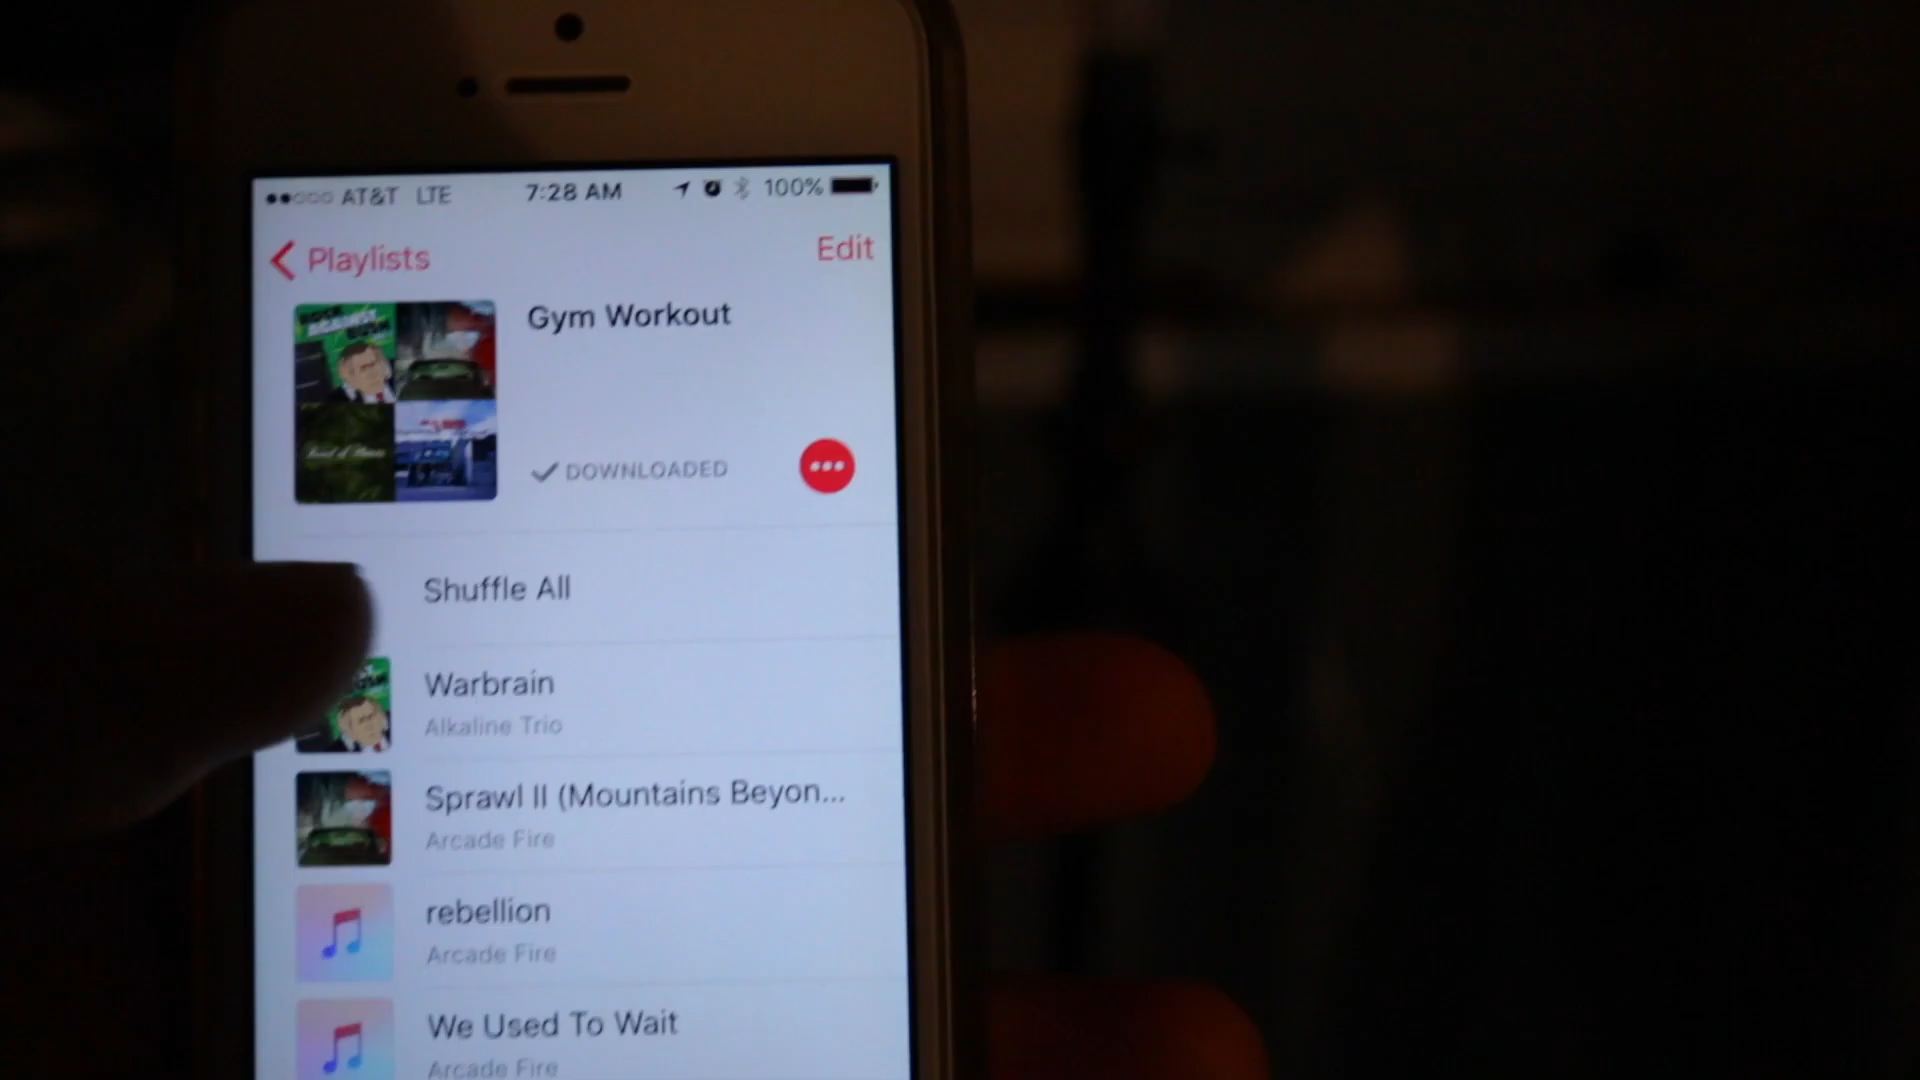 AT&T LTE 7:28 AM 100%
Playlists Edit
Gym Workout
DOWNLOADED
Shuffle All
Warbrain
Alkaline Trio
Sprawl II (Mountains Beyon...
Arcade Fire
rebellion
Arcade Fire
We Used To Wait
Arcade Fire